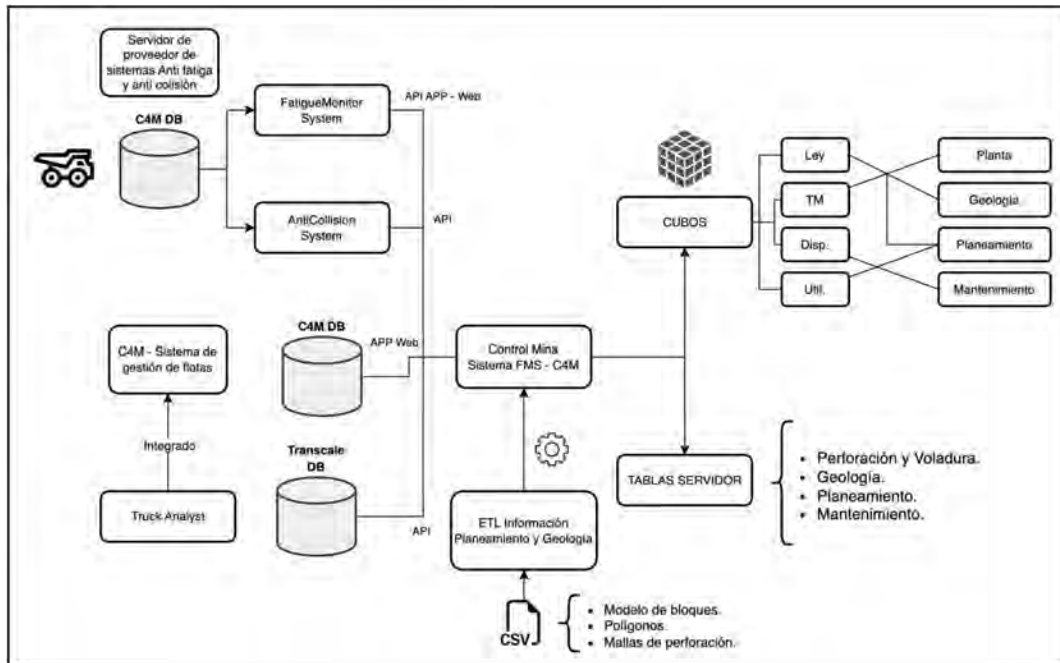 Servidor de
proveedor de
sistemas Anti fatiga
y anti colisión
C4M DB
FatigueMonitor
System
API APP - Web
AntiCollision
System
API
CUBOS
Ley
TM
Disp.
Util.
Planta
Geología
Planeamiento
Mantenimiento
C4M - Sistema de
gestión de flotas
Integrado
Truck Analyst
C4M DB
APP Web
Transcale
DB
API
Control Mina
Sistema FMS - C4M
ETL Información
Planeamiento y Geología
CSV
• Modelo de bloques.
• Polígonos.
• Mallas de perforación.
TABLAS SERVIDOR
• Perforación y Voladura.
• Geología.
• Planeamiento.
• Mantenimiento.